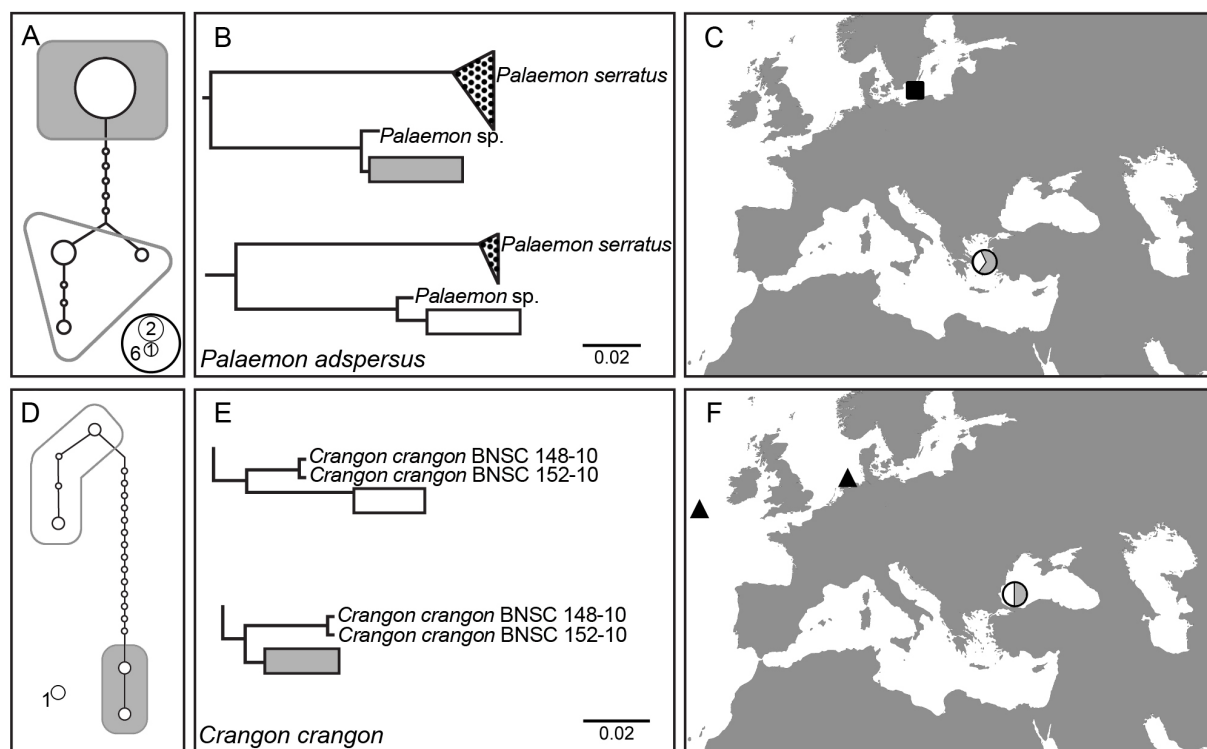 A
2
6 1
B
Palaemon serratus
Palaemon sp.
Palaemon serratus
Palaemon sp.
0.02
Palaemon adspersus
C
D
1
E
Crangon crangon BNSC 148-10
Crangon crangon BNSC 152-10
Crangon crangon BNSC 148-10
Crangon crangon BNSC 152-10
0.02
Crangon crangon
F